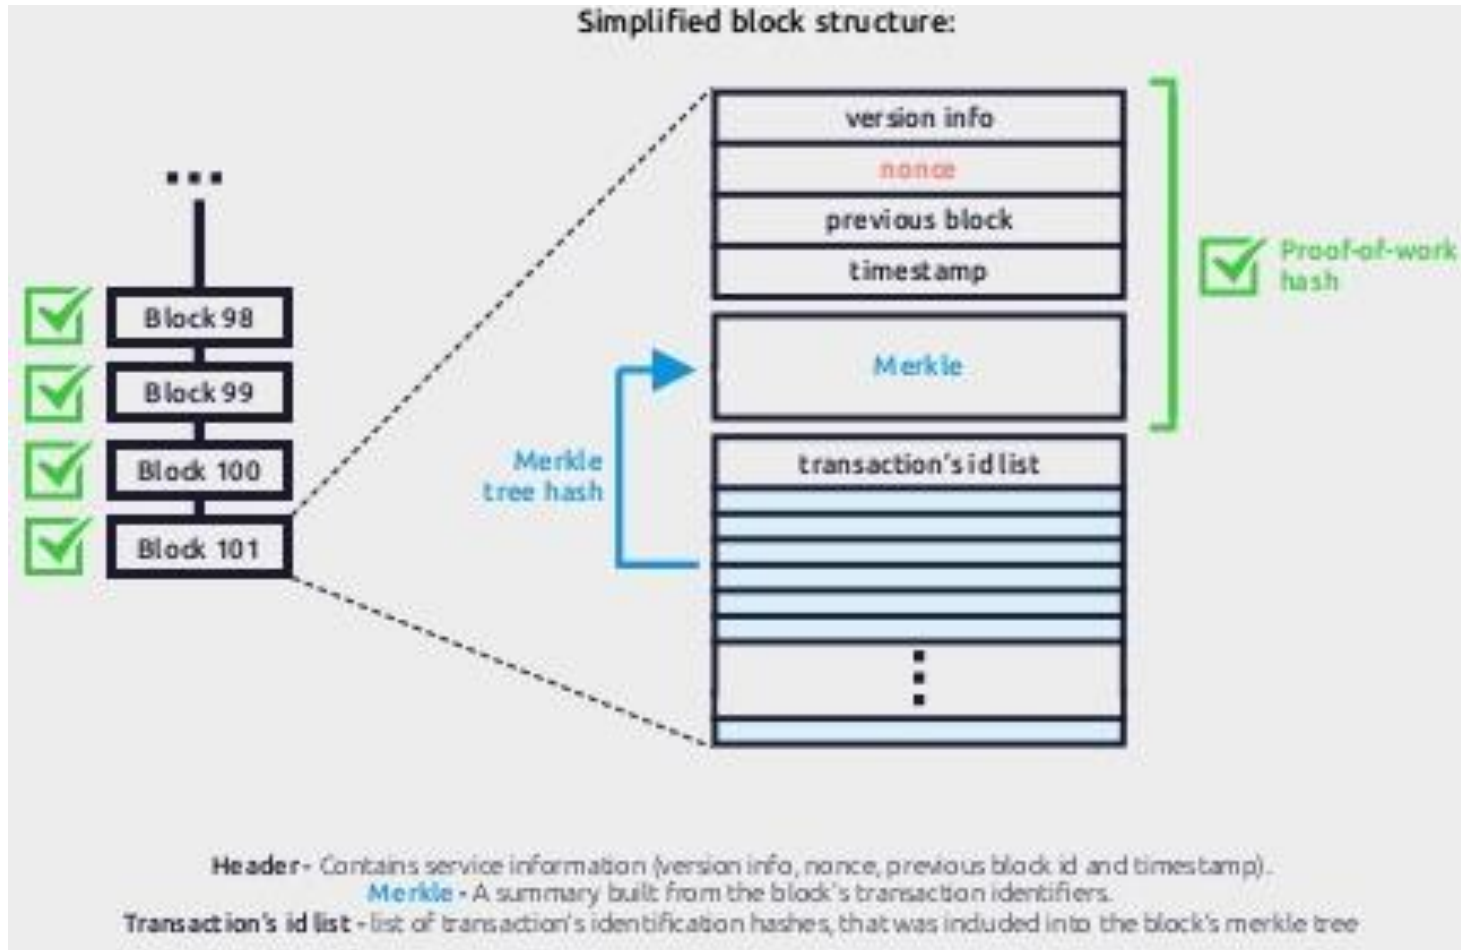 Simplified block structure:
version info
nonce
previous block
timestamp
Proof-of-work
hash
Block 98
Block 99
Merkle
Block 100
Merkle
tree hash
transaction's id list
Block 101
Header - Contains service information (version info, nonce, previous block id and timestamp).
Merkle - A summary built from the block's transaction identifiers.
Transaction's id list - list of transaction's identification hashes, that was included into the block's merkle tree